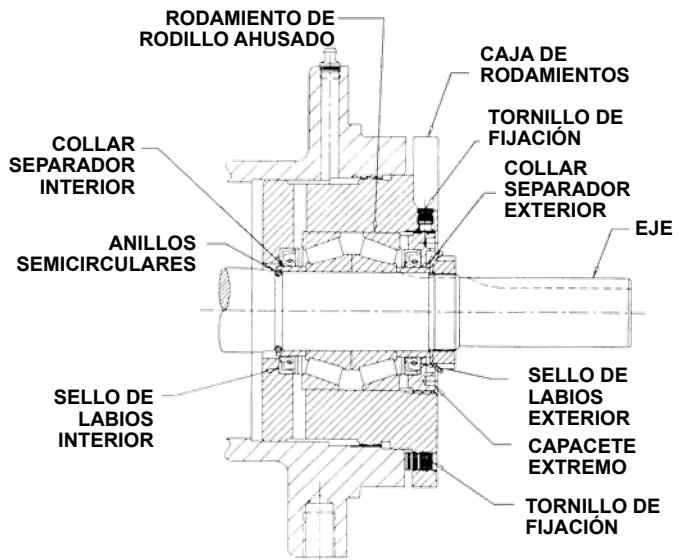 RODAMIENTO DE
RODILLO AHUSADO
CAJA DE
RODAMIENTOS
TORNILLO DE
FIJACIÓN
COLLAR
SEPARADOR
INTERIOR
COLLAR
SEPARADOR
EXTERIOR
ANILLOS
SEMICIRCULARES
EJE
SELLO DE
LABIOS
INTERIOR
SELLO DE
LABIOS
EXTERIOR
CAPACETE
EXTREMO
TORNILLO DE
FIJACIÓN